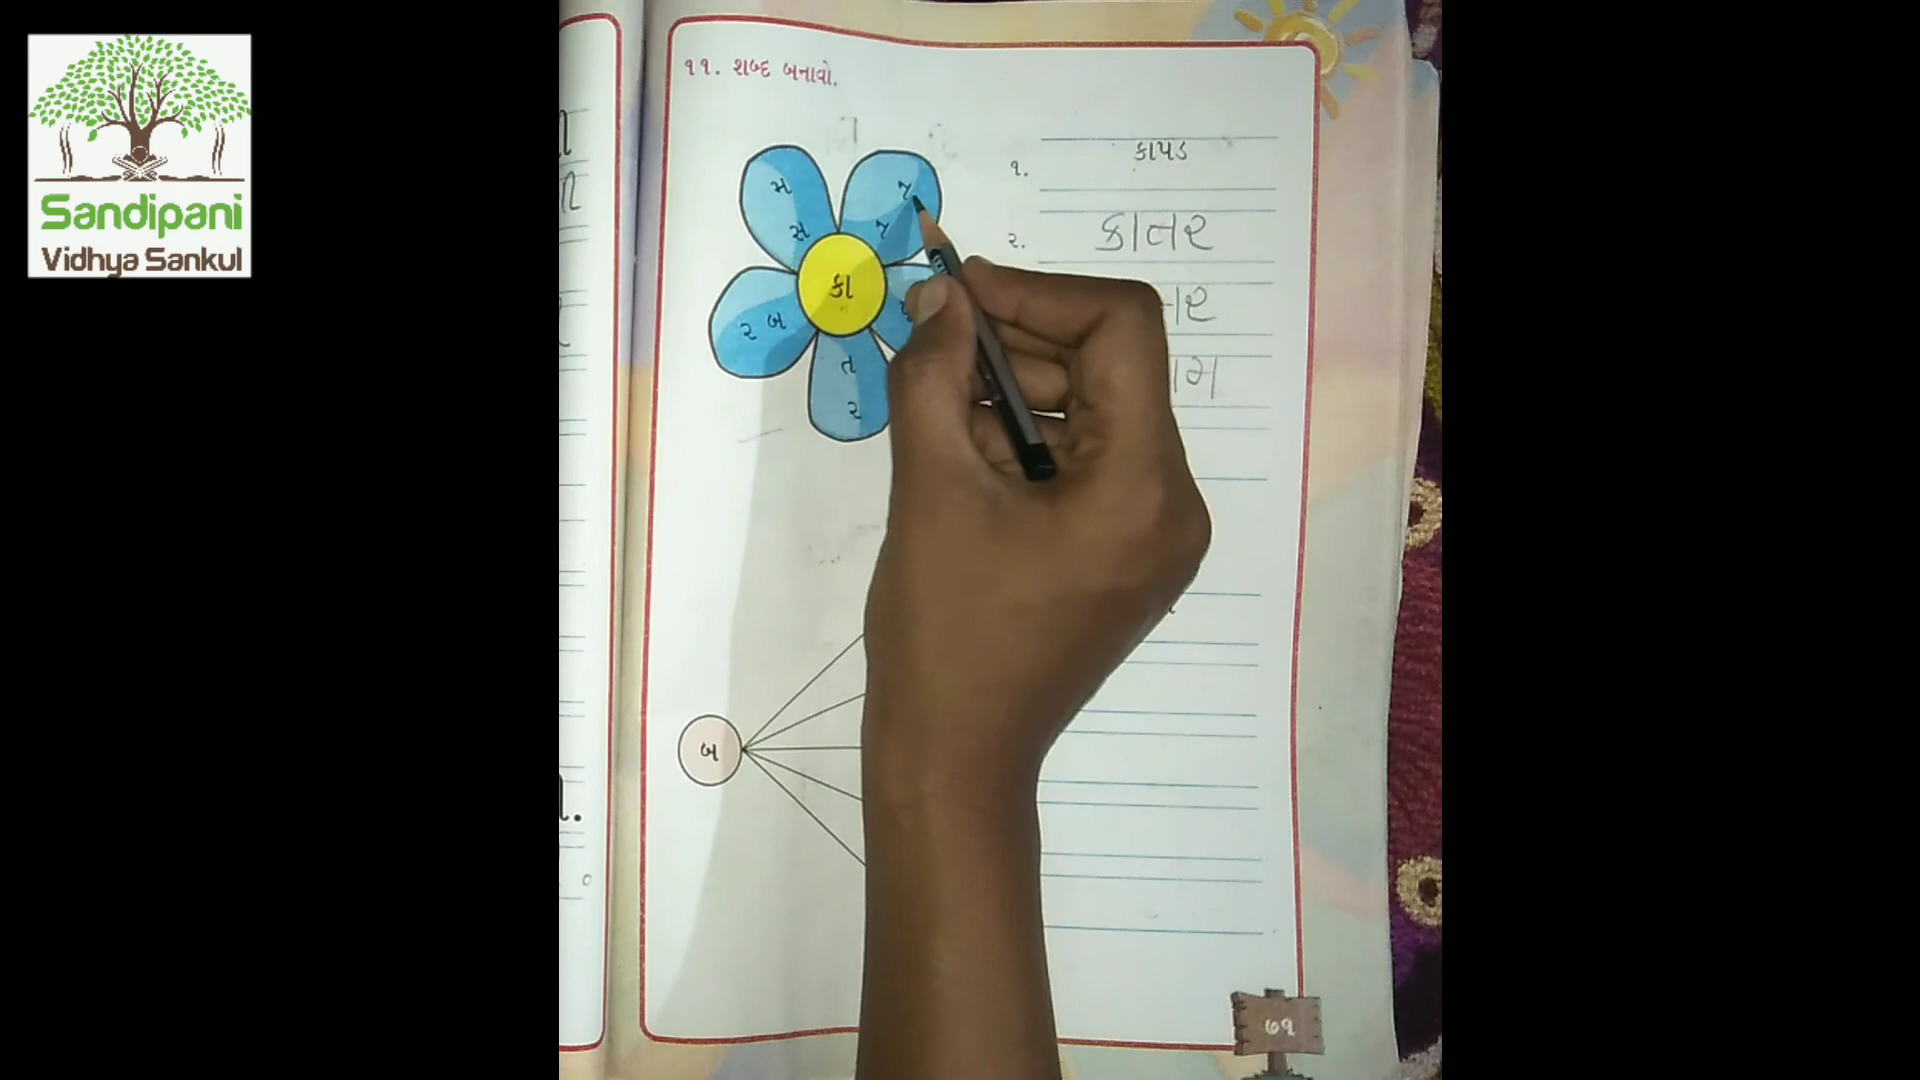 Sandipani
Vidhya Sankul
૧૧. શબ્દ બનાવો.
મ
સ
ન
ન
કા
ર બ
ત
ર
૧. કાપડ
૨. કાતર
બ
૭૧